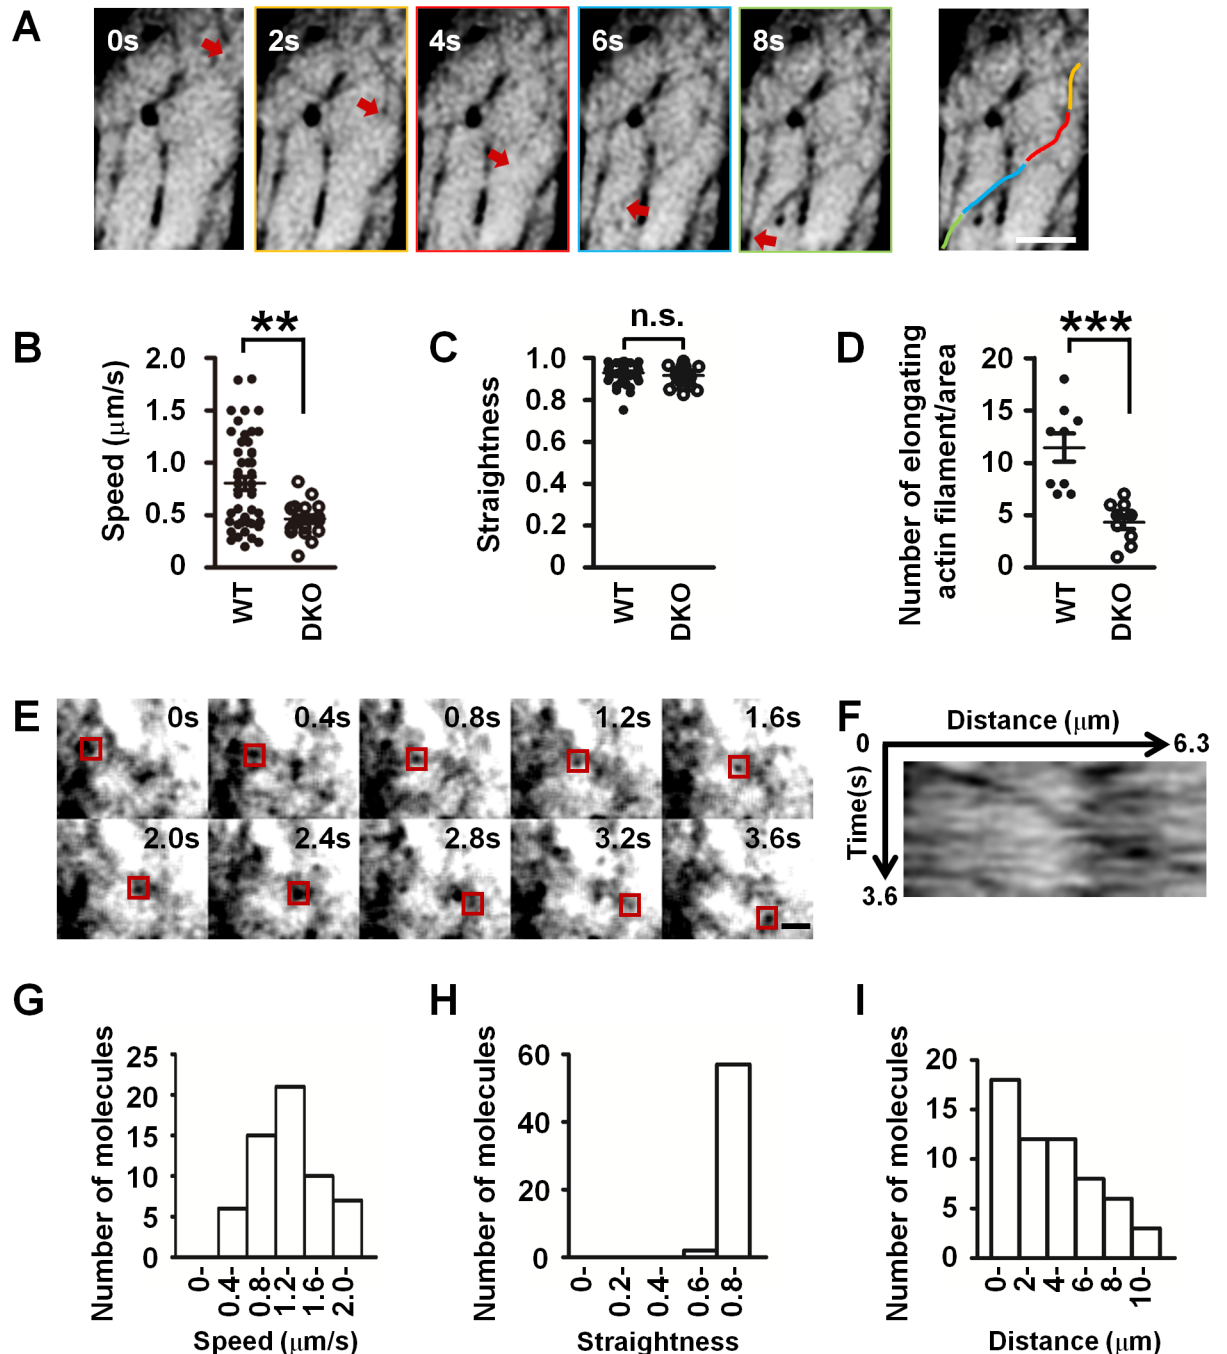 A
0s
2s
4s
6s
8s
B
**
Speed (μm/s)
2.0
1.5
1.0
0.5
0
WT
DKO
C
n.s.
Straightness
1.0
0.8
0.6
0.4
0.2
0
WT
DKO
D
***
Number of elongating
actin filament/area
20
15
10
5
0
WT
DKO
E
0s
0.4s
0.8s
1.2s
1.6s
2.0s
2.4s
2.8s
3.2s
3.6s
F
Distance (μm)
0
6.3
Time(s)
3.6
G
Number of molecules
25
20
15
10
5
0
0-
0.4-
0.8-
1.2-
1.6-
2.0-
Speed (μm/s)
H
Number of molecules
60
40
20
0
0-
0.2-
0.4-
0.6-
0.8-
Straightness
I
Number of molecules
20
15
10
5
0
0-
2-
4-
6-
8-
10-
Distance (μm)